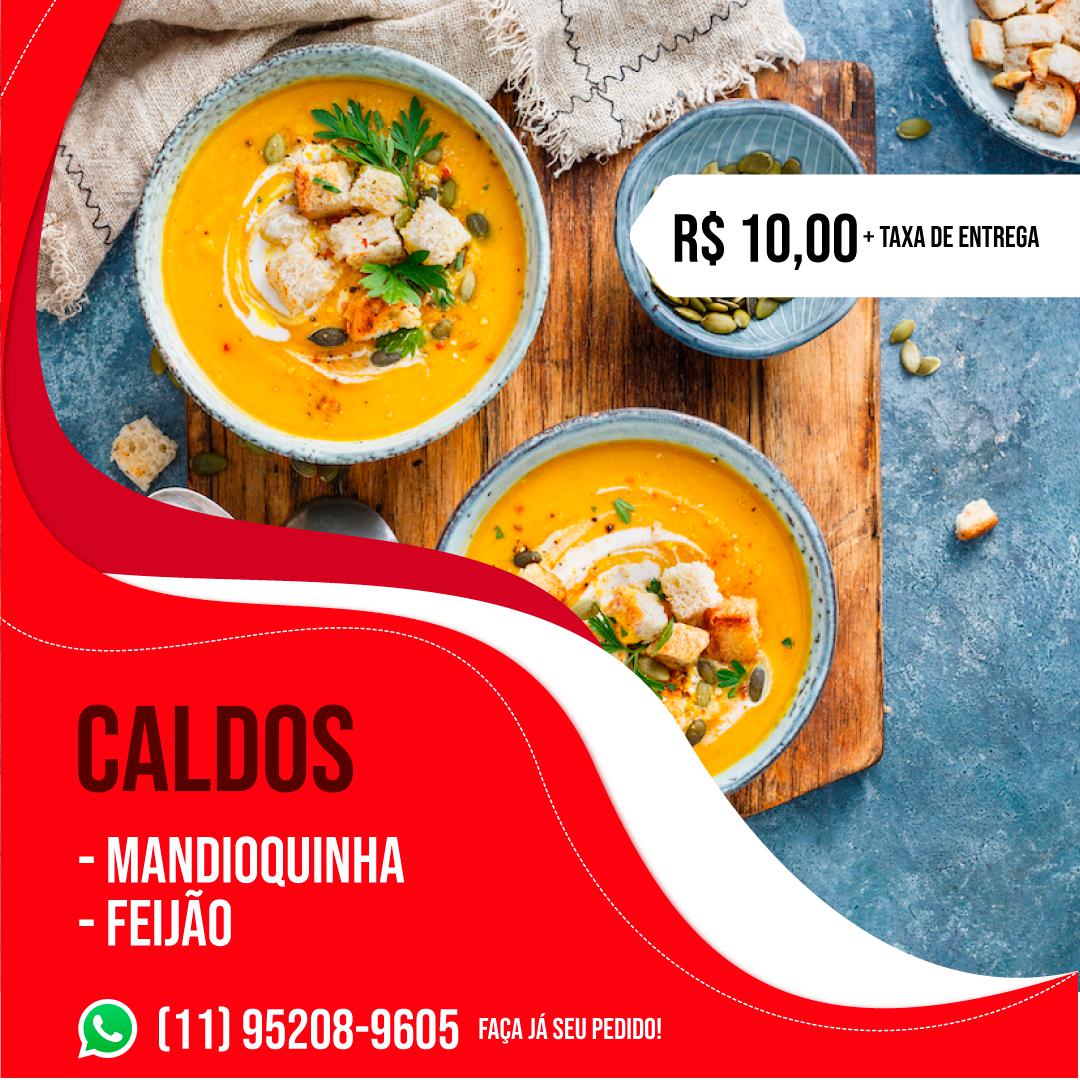 R$ 10,00 + TAXA DE ENTREGA
CALDOS
- MANDIOQUINHA
- FEIJÃO
(11) 95208-9605 FAÇA JÁ SEU PEDIDO!